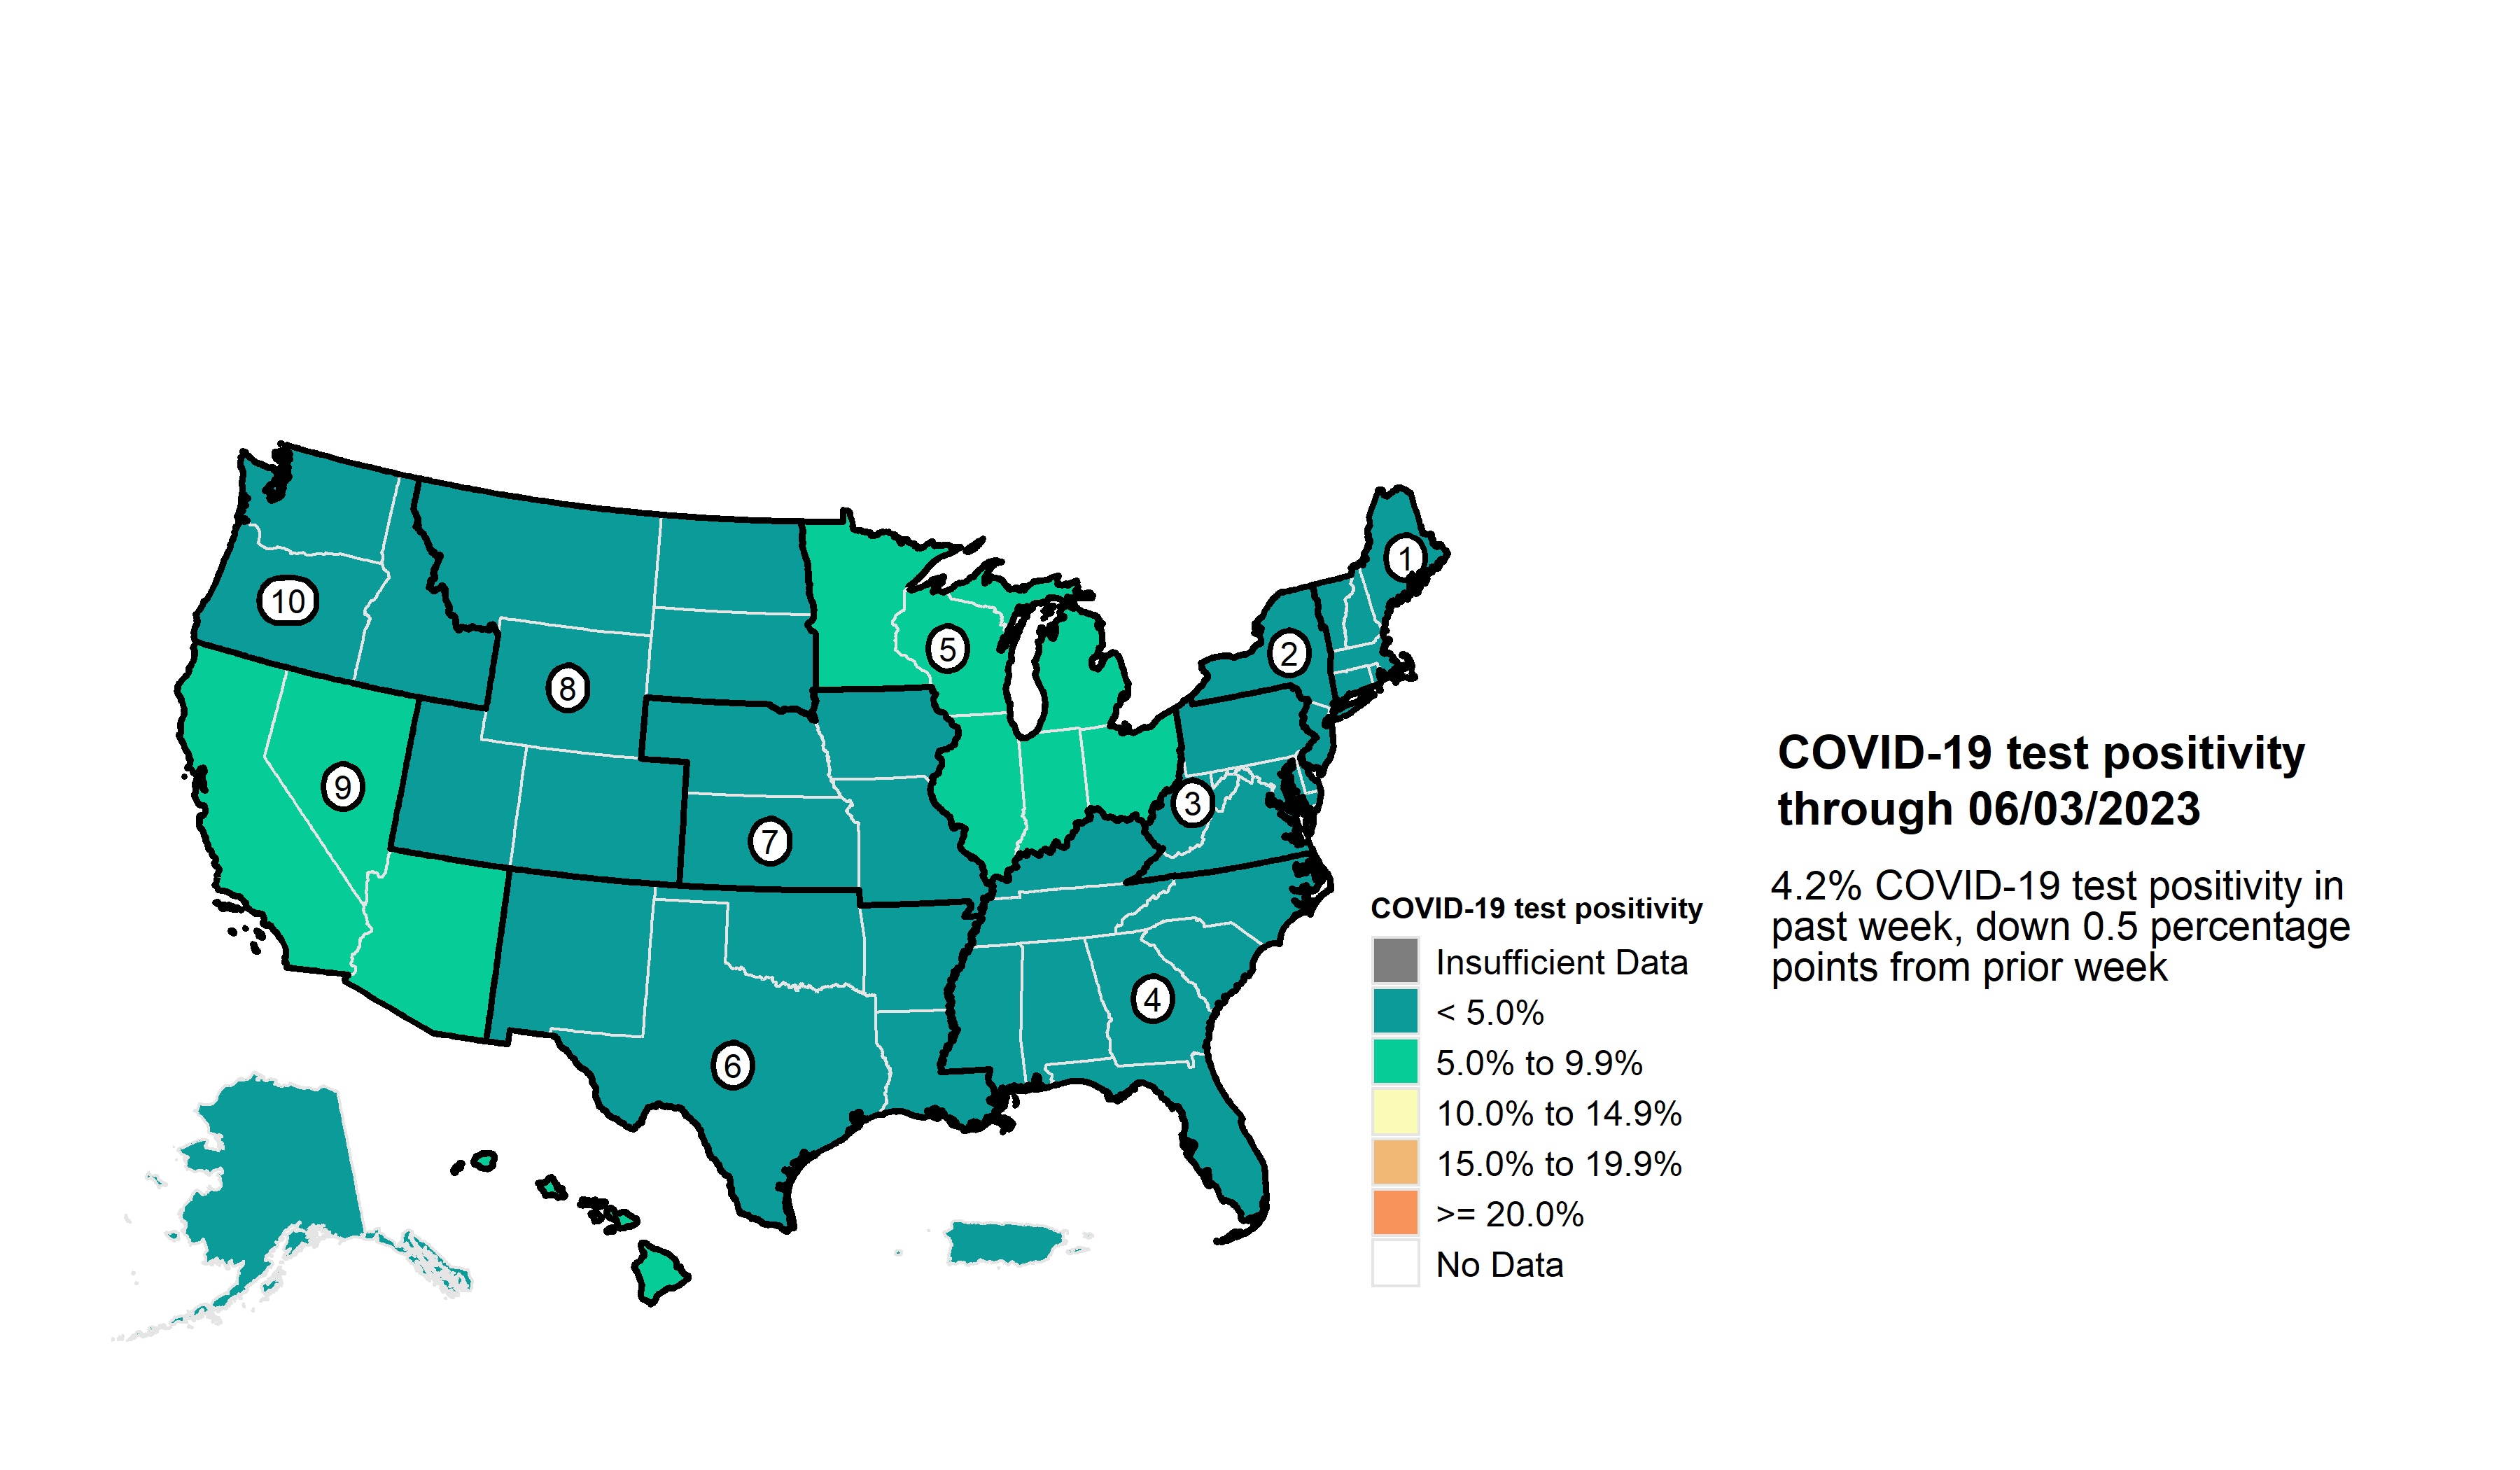 1
10
5
2
8
9
3
7
4
6
COVID-19 test positivity
through 06/03/2023
4.2% COVID-19 test positivity in
past week, down 0.5 percentage
points from prior week
COVID-19 test positivity
Insufficient Data
< 5.0%
5.0% to 9.9%
10.0% to 14.9%
15.0% to 19.9%
>= 20.0%
No Data